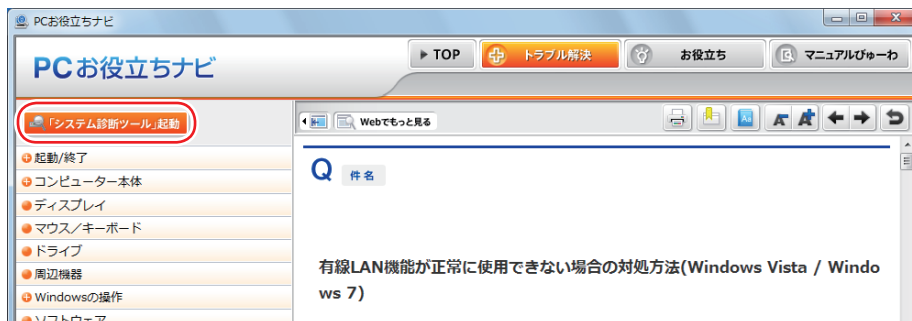 PCお役立ちナビ
PCお役立ちナビ
TOP
トラブル解決
お役立ち
マニュアルびゅーわ
「システム診断ツール」起動
Webでもっと見る
起動/終了
コンピューター本体
ディスプレイ
マウス/キーボード
ドライブ
周辺機器
Windowsの操作
ソフトウェア
Q 件名
有線LAN機能が正常に使用できない場合の対処方法(Windows Vista / Windo
ws 7)